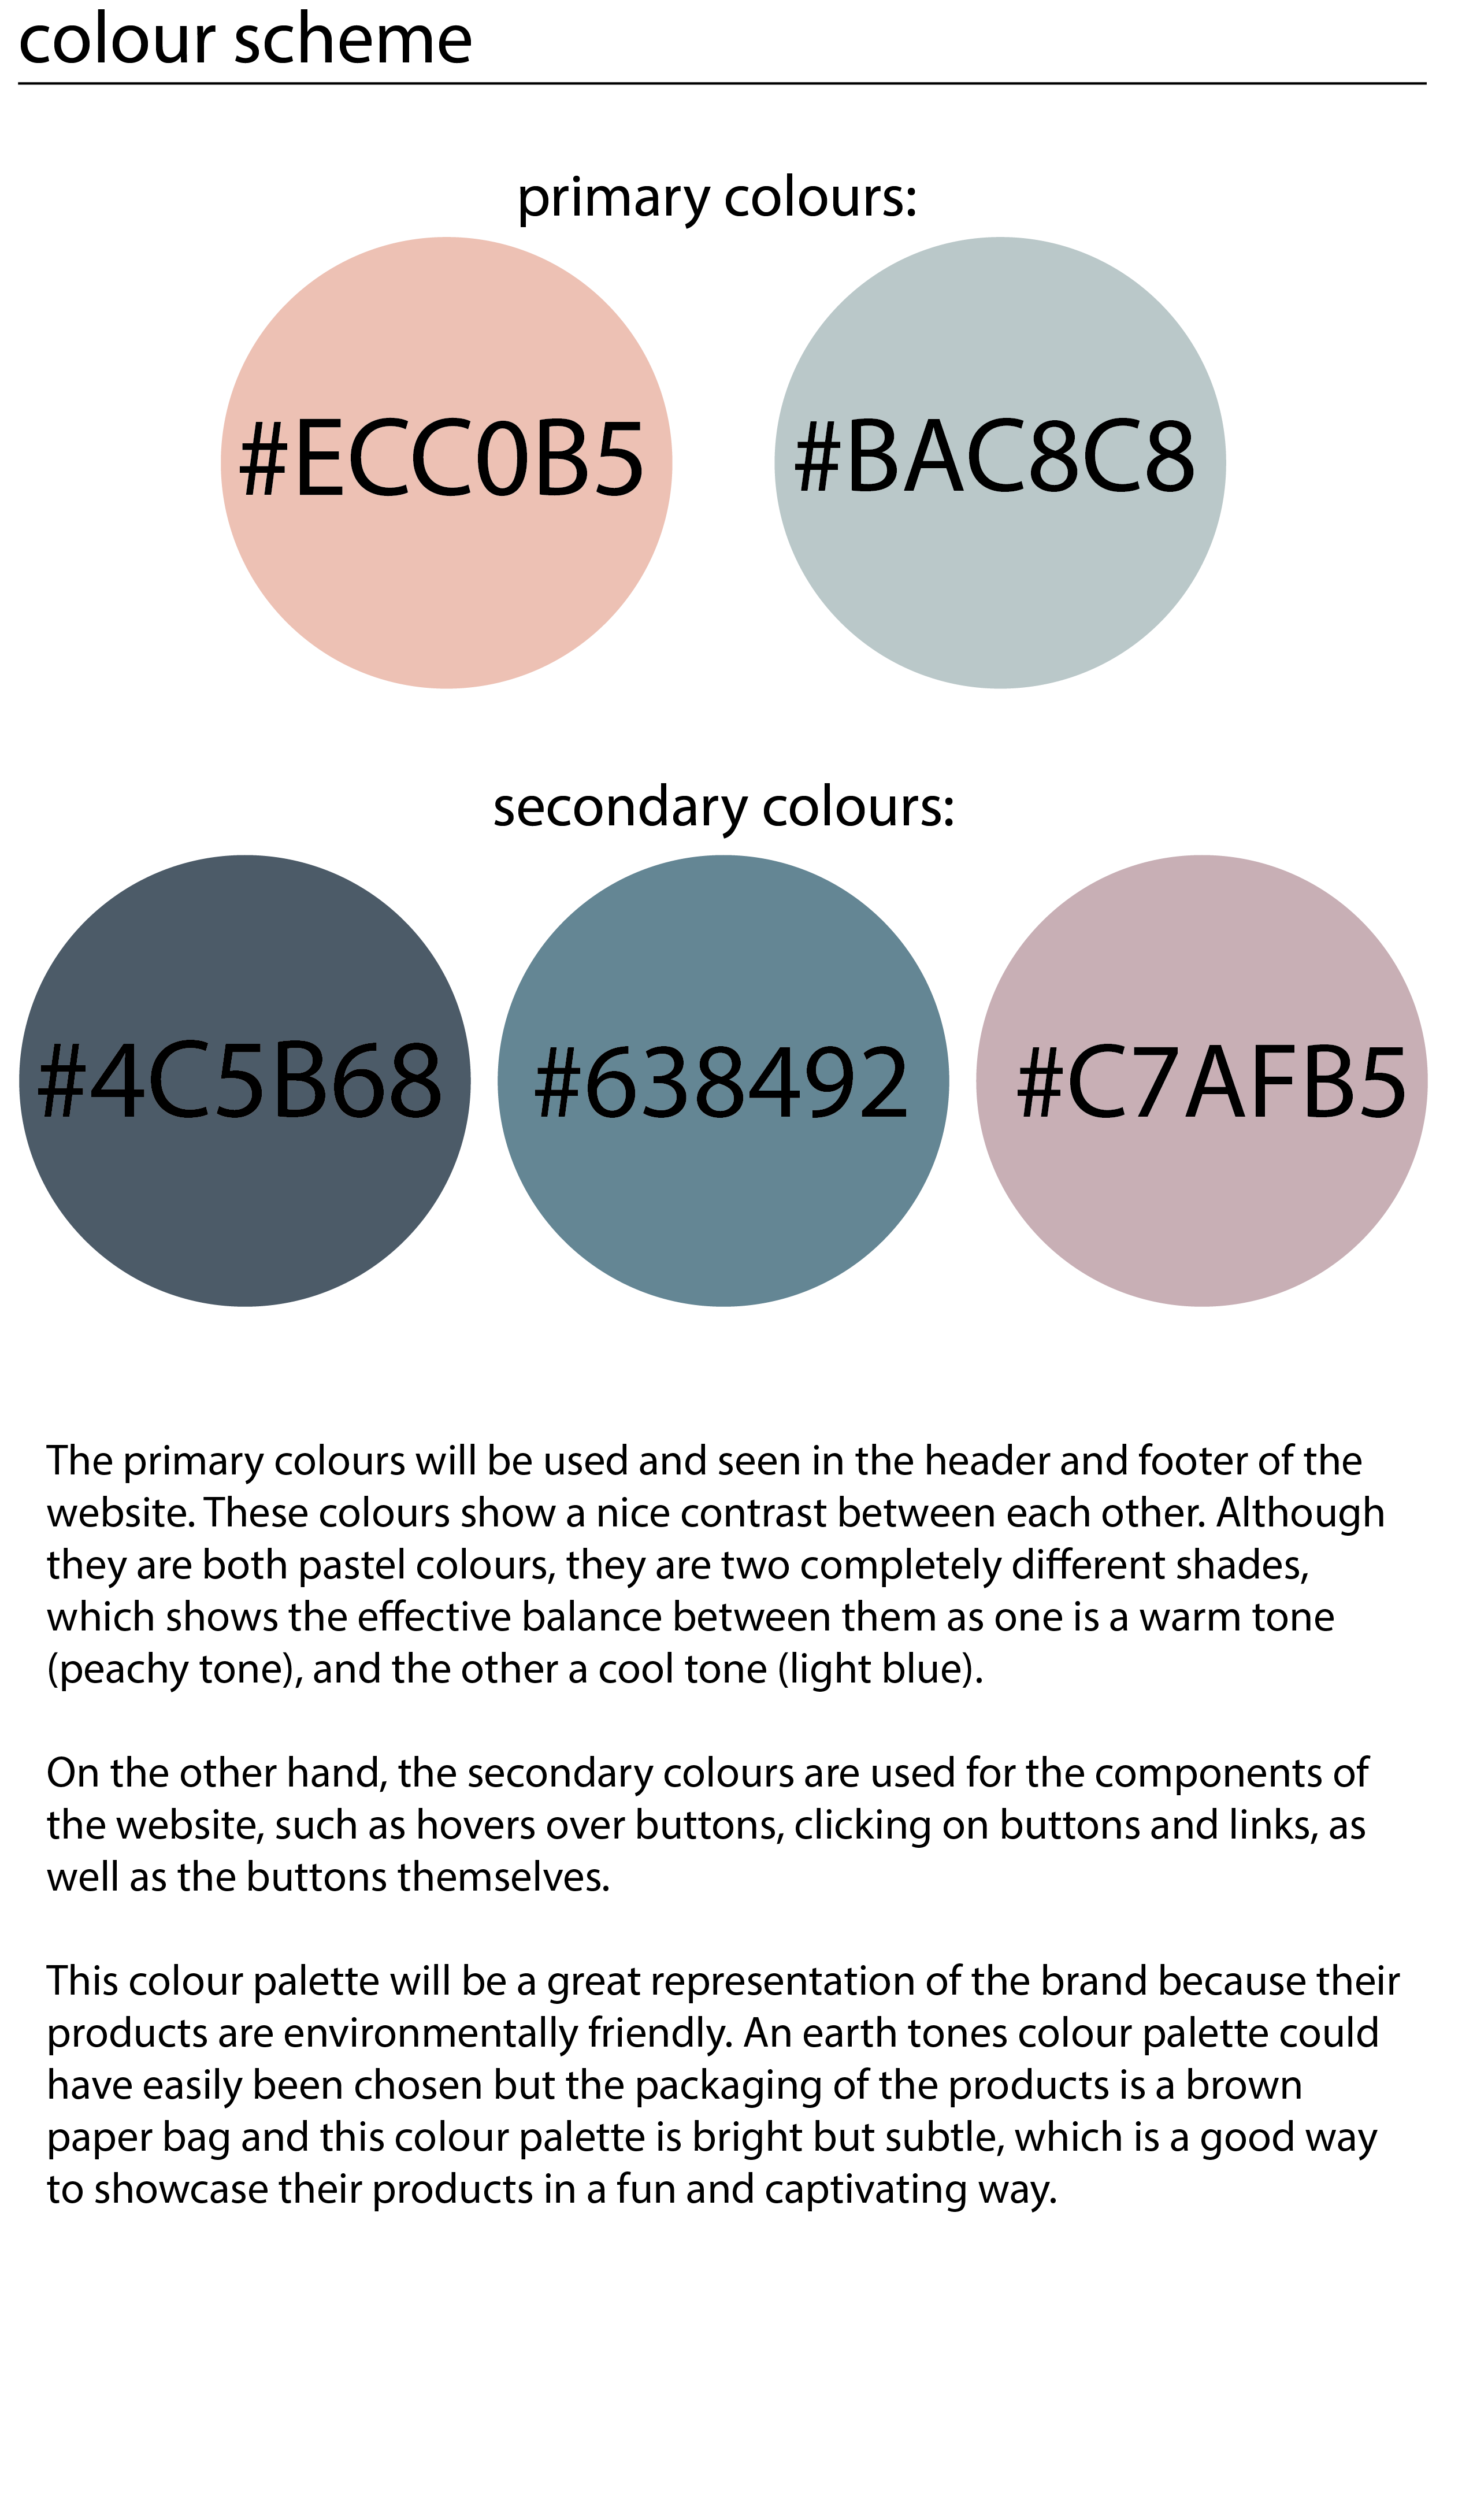 colour scheme
primary colours:
#ECC0B5 #BAC8C8
secondary colours:
#4C5B68 #638492 #C7AFB5
The primary colours will be used and seen in the header and footer of the
website. These colours show a nice contrast between each other. Although
they are both pastel colours, they are two completely different shades,
which shows the effective balance between them as one is a warm tone
(peachy tone), and the other a cool tone (light blue).
On the other hand, the secondary colours are used for the components of
the website, such as hovers over buttons, clicking on buttons and links, as
well as the buttons themselves.
This colour palette will be a great representation of the brand because their
products are environmentally friendly. An earth tones colour palette could
have easily been chosen but the packaging of the products is a brown
paper bag and this colour palette is bright but subtle, which is a good way
to showcase their products in a fun and captivating way.